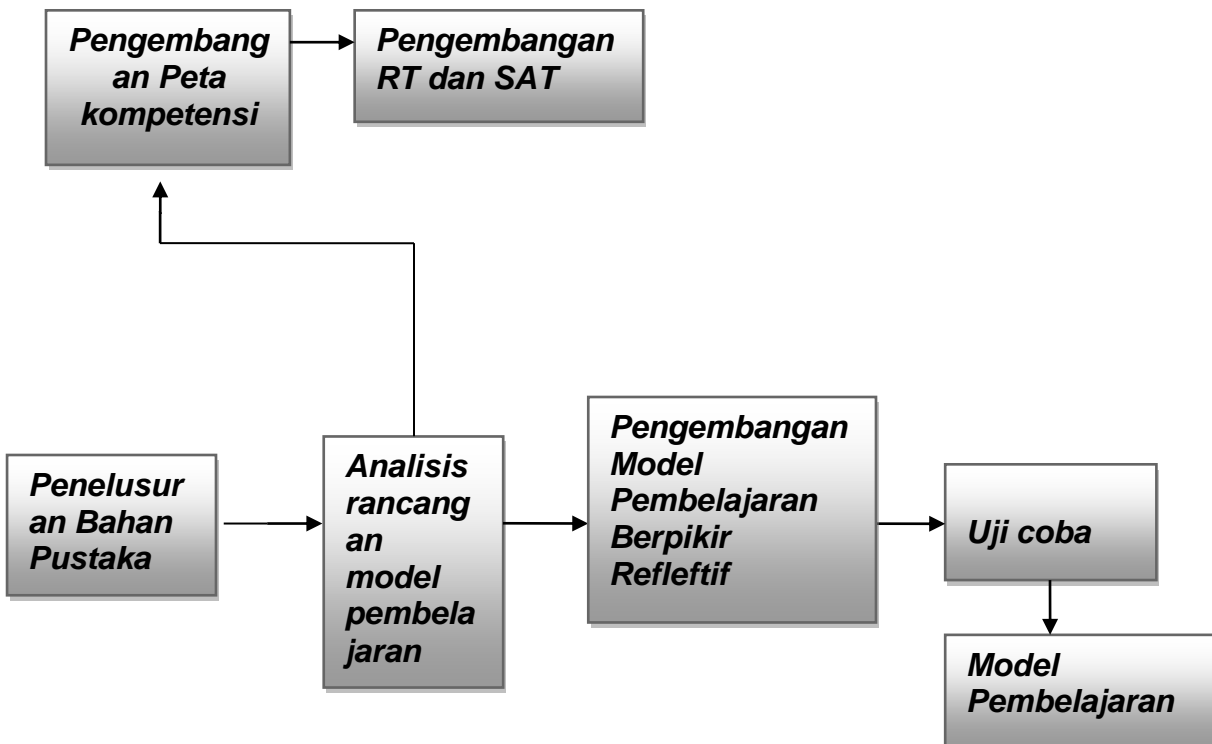 Pengembang
an Peta
kompetensi
Pengembangan
RT dan SAT
Penelusur
an Bahan
Pustaka
Analisis
rancang
an
model
pembela
jaran
Pengembangan
Model
Pembelajaran
Berpikir
Refleftif
Uji coba
Model
Pembelajaran